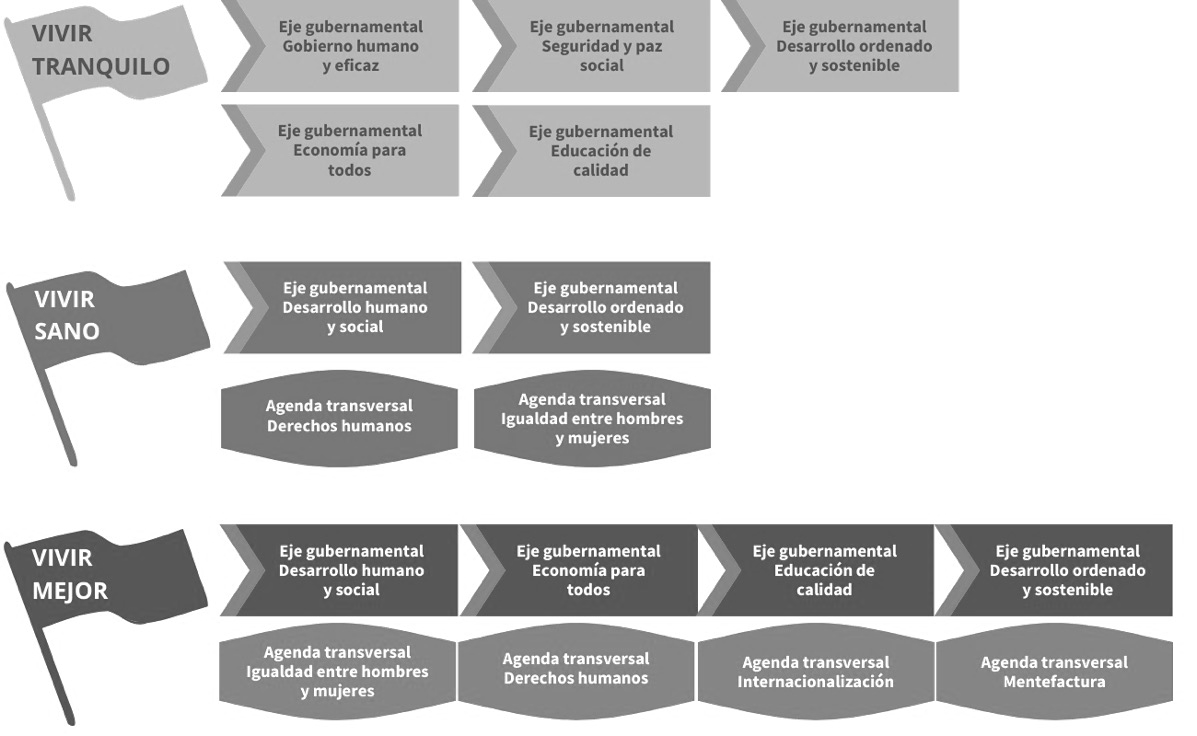 VIVIR
TRANQUILO
Eje gubernamental
Gobierno humano
y eficaz
Eje gubernamental
Seguridad y paz
social
Eje gubernamental
Desarrollo ordenado
y sostenible
Eje gubernamental
Economía para
todos
Eje gubernamental
Educación de
calidad
VIVIR
SANO
Eje gubernamental
Desarrollo humano
y social
Eje gubernamental
Desarrollo ordenado
y sostenible
Agenda transversal
Derechos humanos
Agenda transversal
Igualdad entre hombres
y mujeres
VIVIR
MEJOR
Eje gubernamental
Desarrollo humano
y social
Eje gubernamental
Economía para
todos
Eje gubernamental
Educación de
calidad
Eje gubernamental
Desarrollo ordenado
y sostenible
Agenda transversal
Igualdad entre hombres
y mujeres
Agenda transversal
Derechos humanos
Agenda transversal
Internacionalización
Agenda transversal
Mentefactura